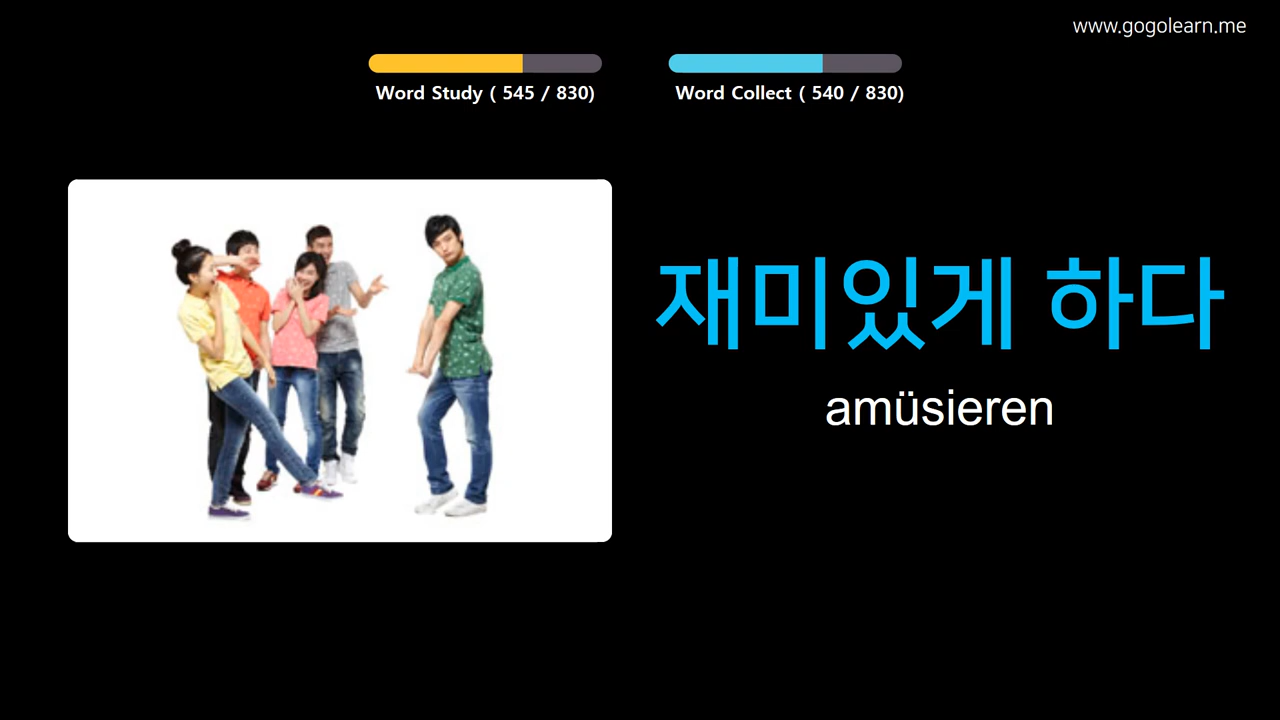 www.gogolearn.me
Word Study ( 545 / 830)
Word Collect ( 540 / 830)
재미있게 하다
amüsieren